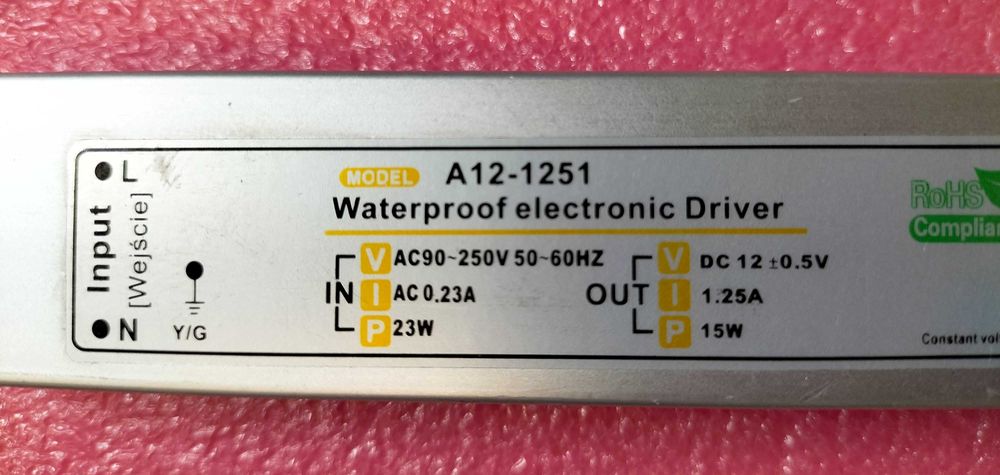 L
Input
[Wejście]
N
Y/G
MODEL A12-1251
Waterproof electronic Driver
IN
V AC90~250V 50~60HZ
I AC 0.23A
P 23W
OUT
V DC 12 ±0.5V
I 1.25A
P 15W
RoHS
Complian
Constant vol